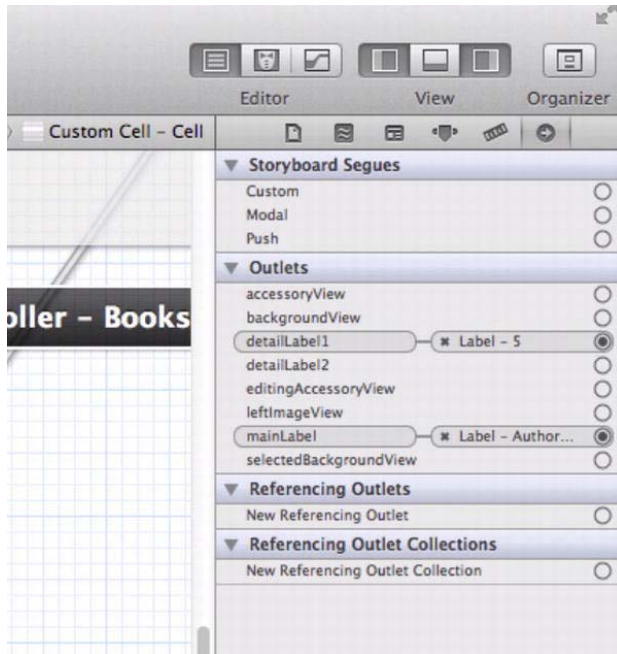 Editor View Organizer
Custom Cell - Cell
Storyboard Segues
Custom
Modal
Push
Outlets
accessoryView
backgroundView
detailLabel1 Label - 5
detailLabel2
editingAccessoryView
leftImageView
mainLabel Label - Author...
selectedBackgroundView
Referencing Outlets
New Referencing Outlet
Referencing Outlet Collections
New Referencing Outlet Collection
oller - Books